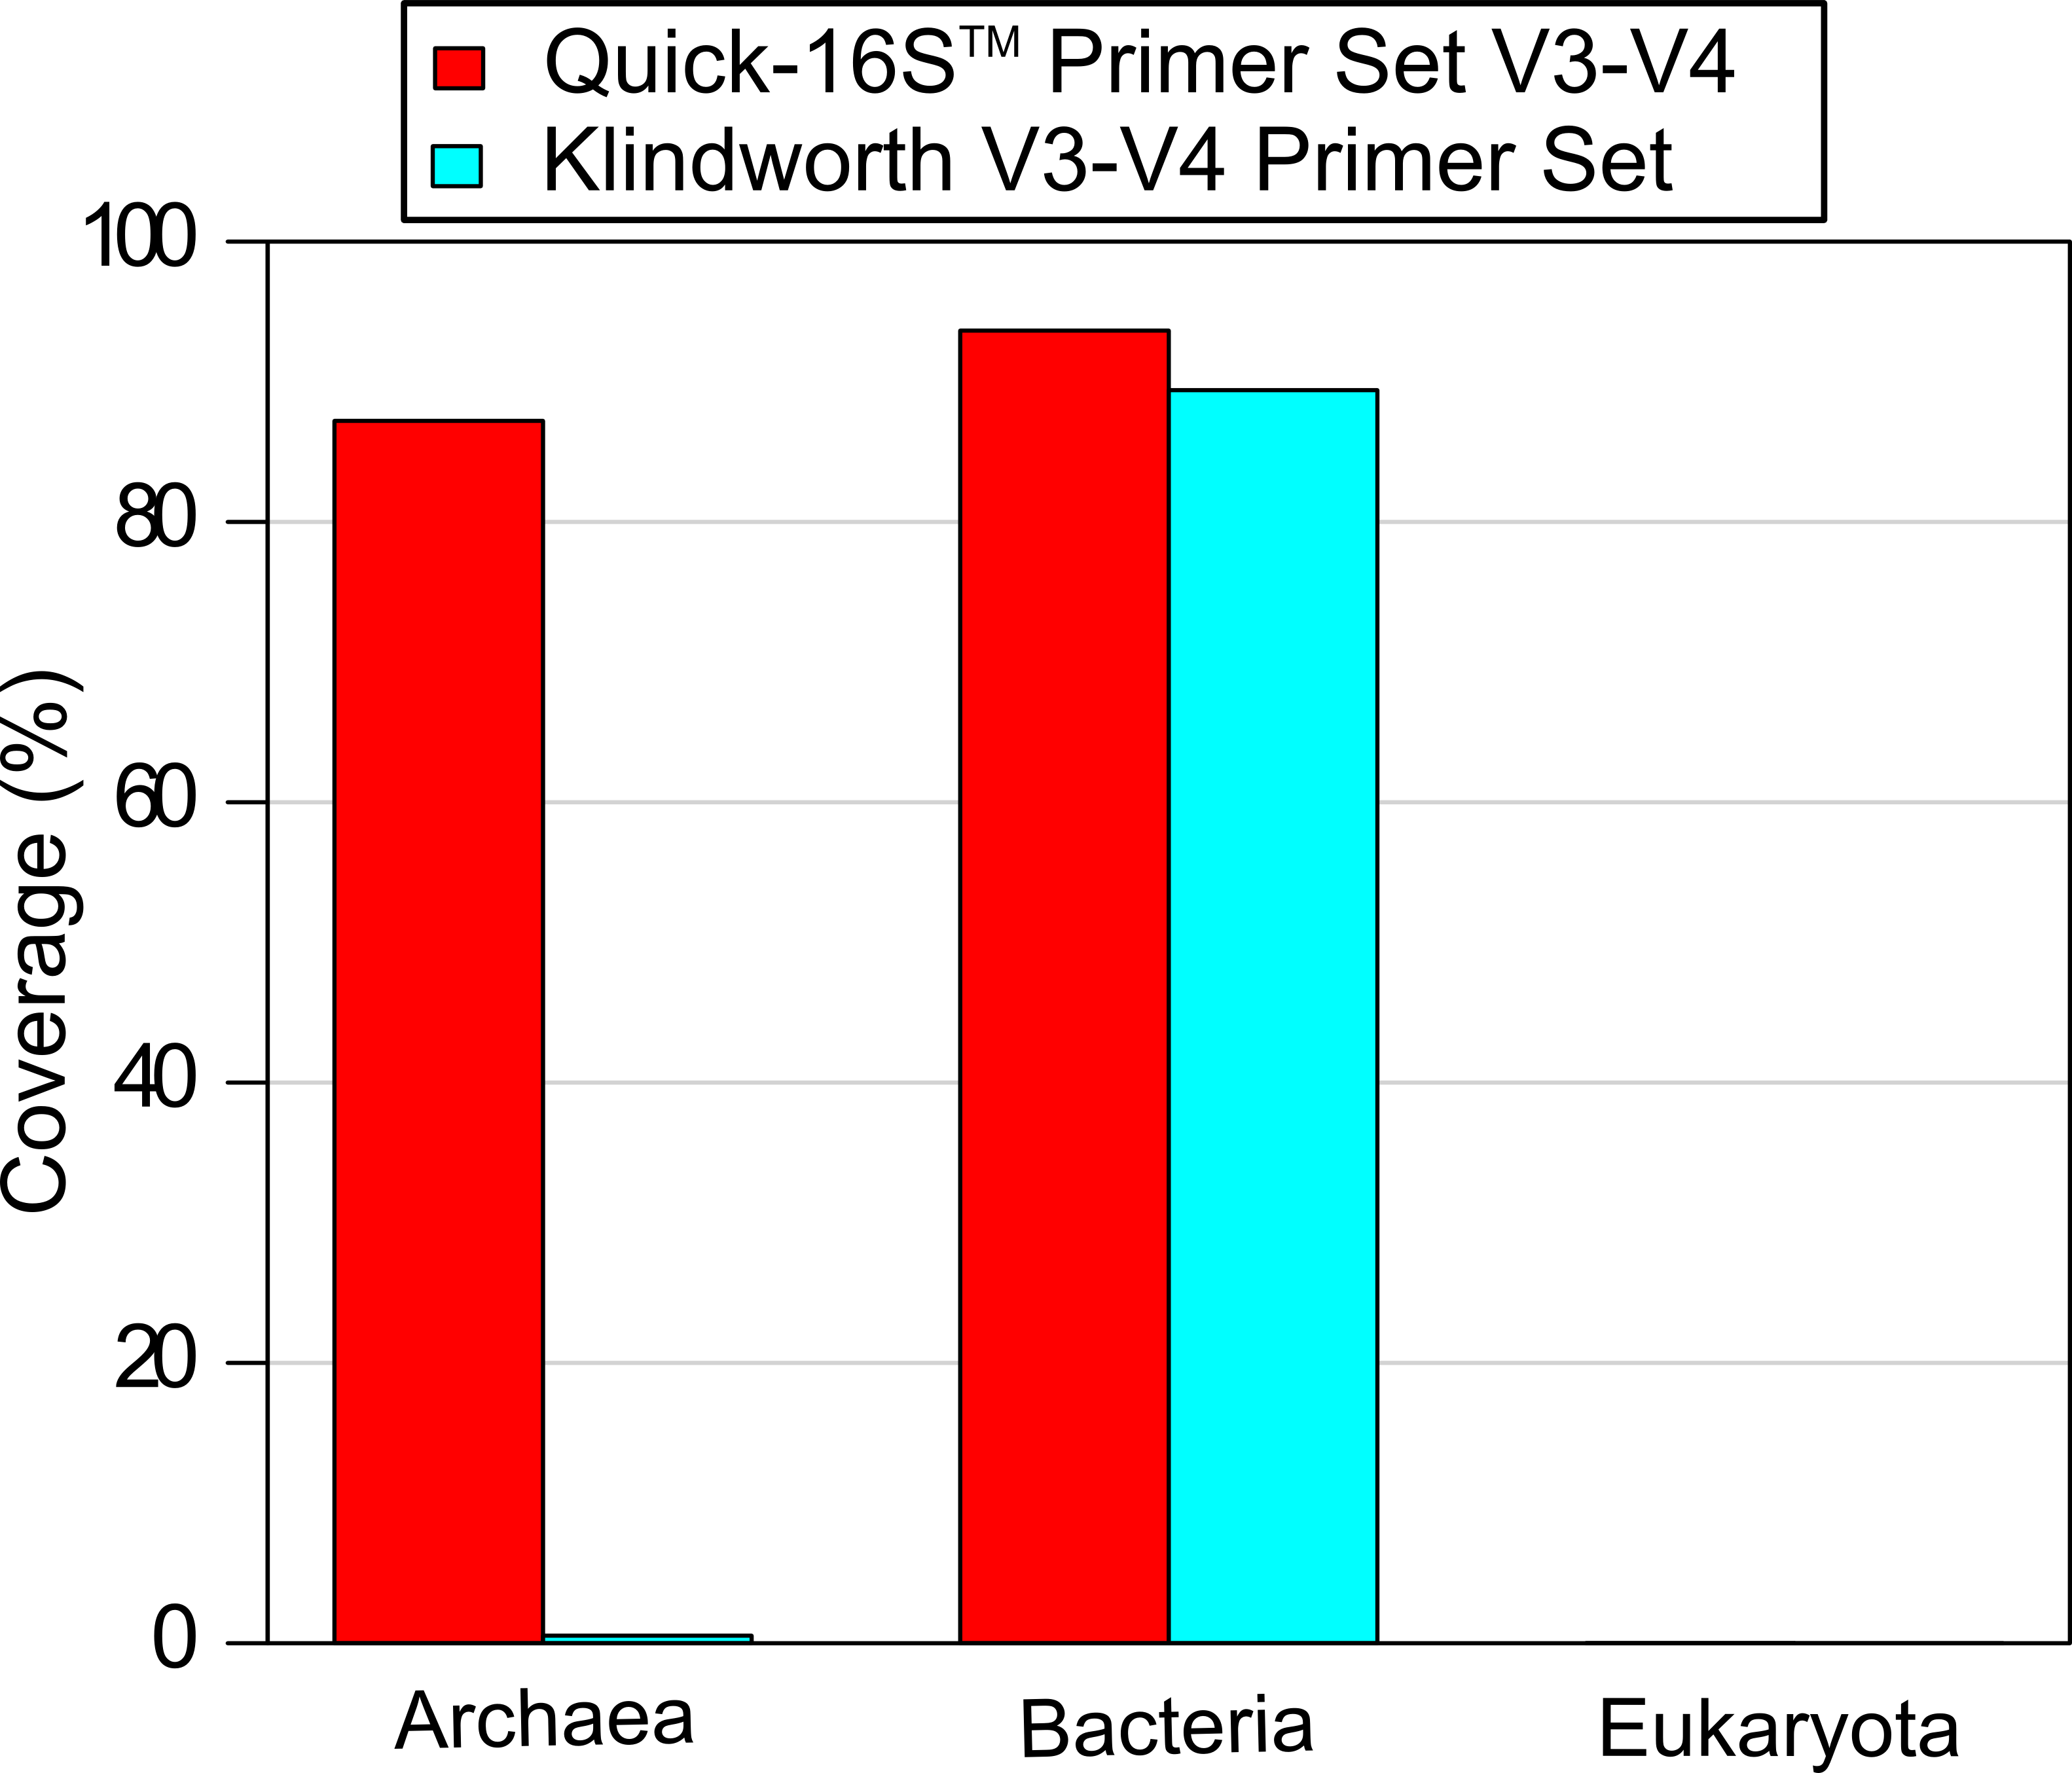 Quick-16S™ Primer Set V3-V4
Klindworth V3-V4 Primer Set
100
80
60
40
20
0
Coverage (%)
Archaea Bacteria Eukaryota